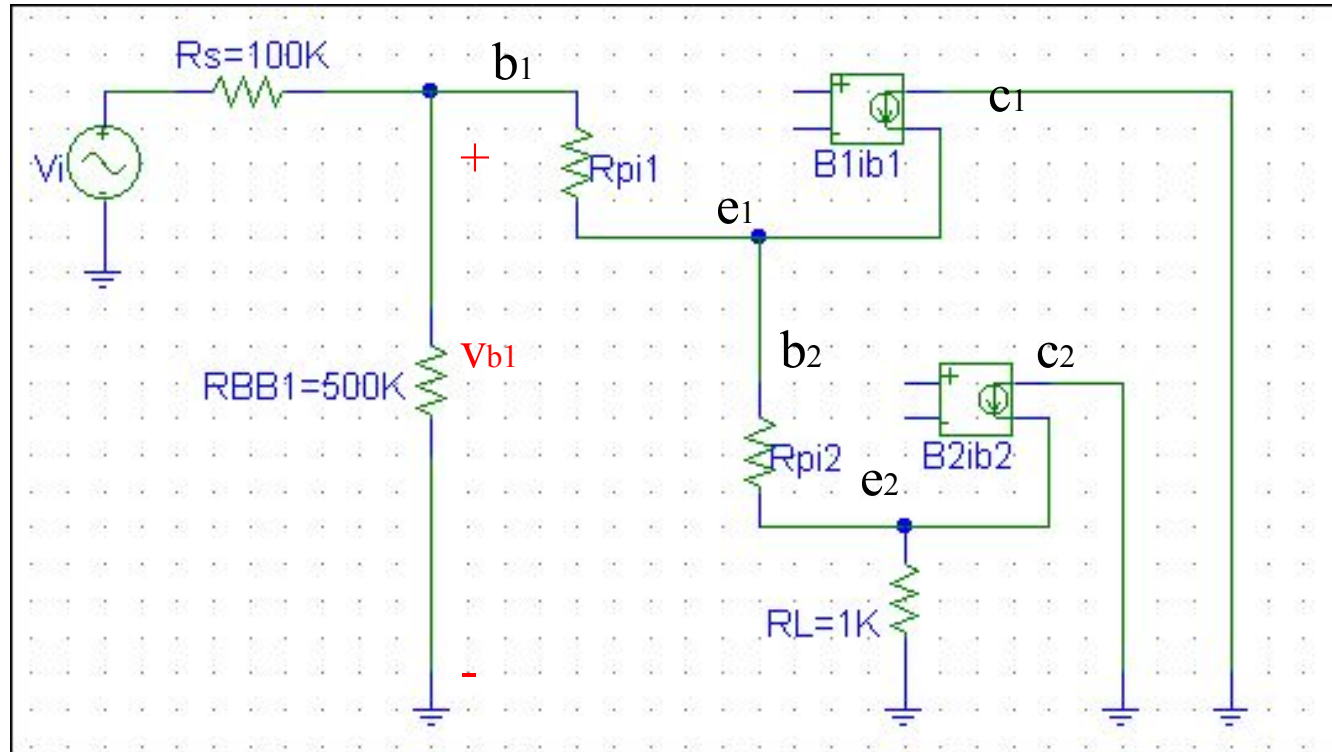 Rs=100K
b1
c1
+
-
Vi
+
-
+
Rpi1
B1ib1
e1
vb1
b2
c2
RBB1=500K
+
-
Rpi2
B2ib2
e2
RL=1K
-